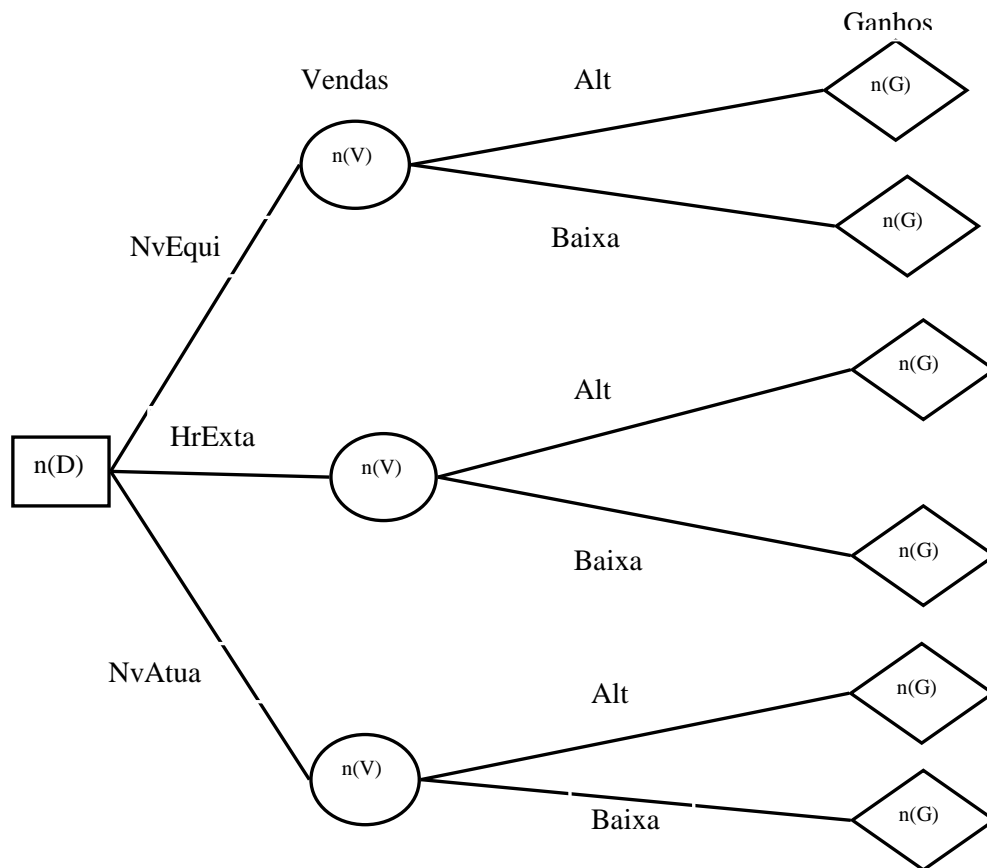 Ganhos
Vendas
Alt
n(G)
n(V)
Baixa
n(G)
NvEqui
Alt
n(G)
HrExta
n(D)
n(V)
Baixa
n(G)
NvAtua
Alt
n(G)
n(V)
Baixa
n(G)